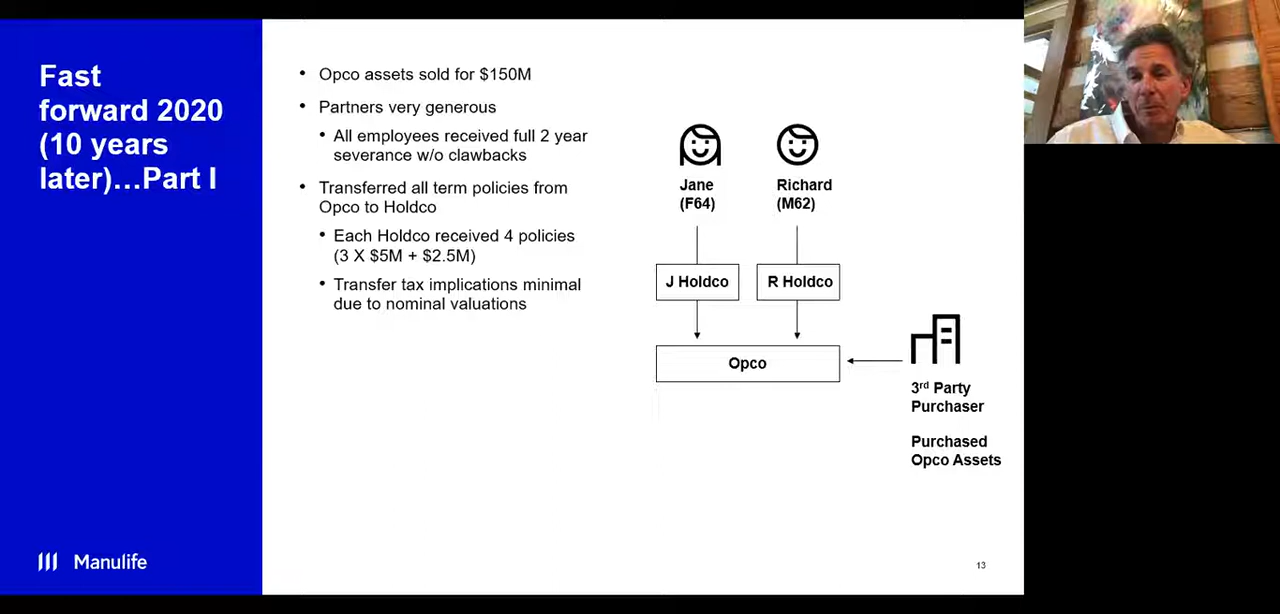 Fast
forward 2020
(10 years
later)…Part I
• Opco assets sold for $150M
• Partners very generous
• All employees received full 2 year
severance w/o clawbacks
• Transferred all term policies from
Opco to Holdco
• Each Holdco received 4 policies
(3 X $5M + $2.5M)
• Transfer tax implications minimal
due to nominal valuations
Jane
(F64)
Richard
(M62)
J Holdco
R Holdco
Opco
3rd Party
Purchaser
Purchased
Opco Assets
Manulife
13